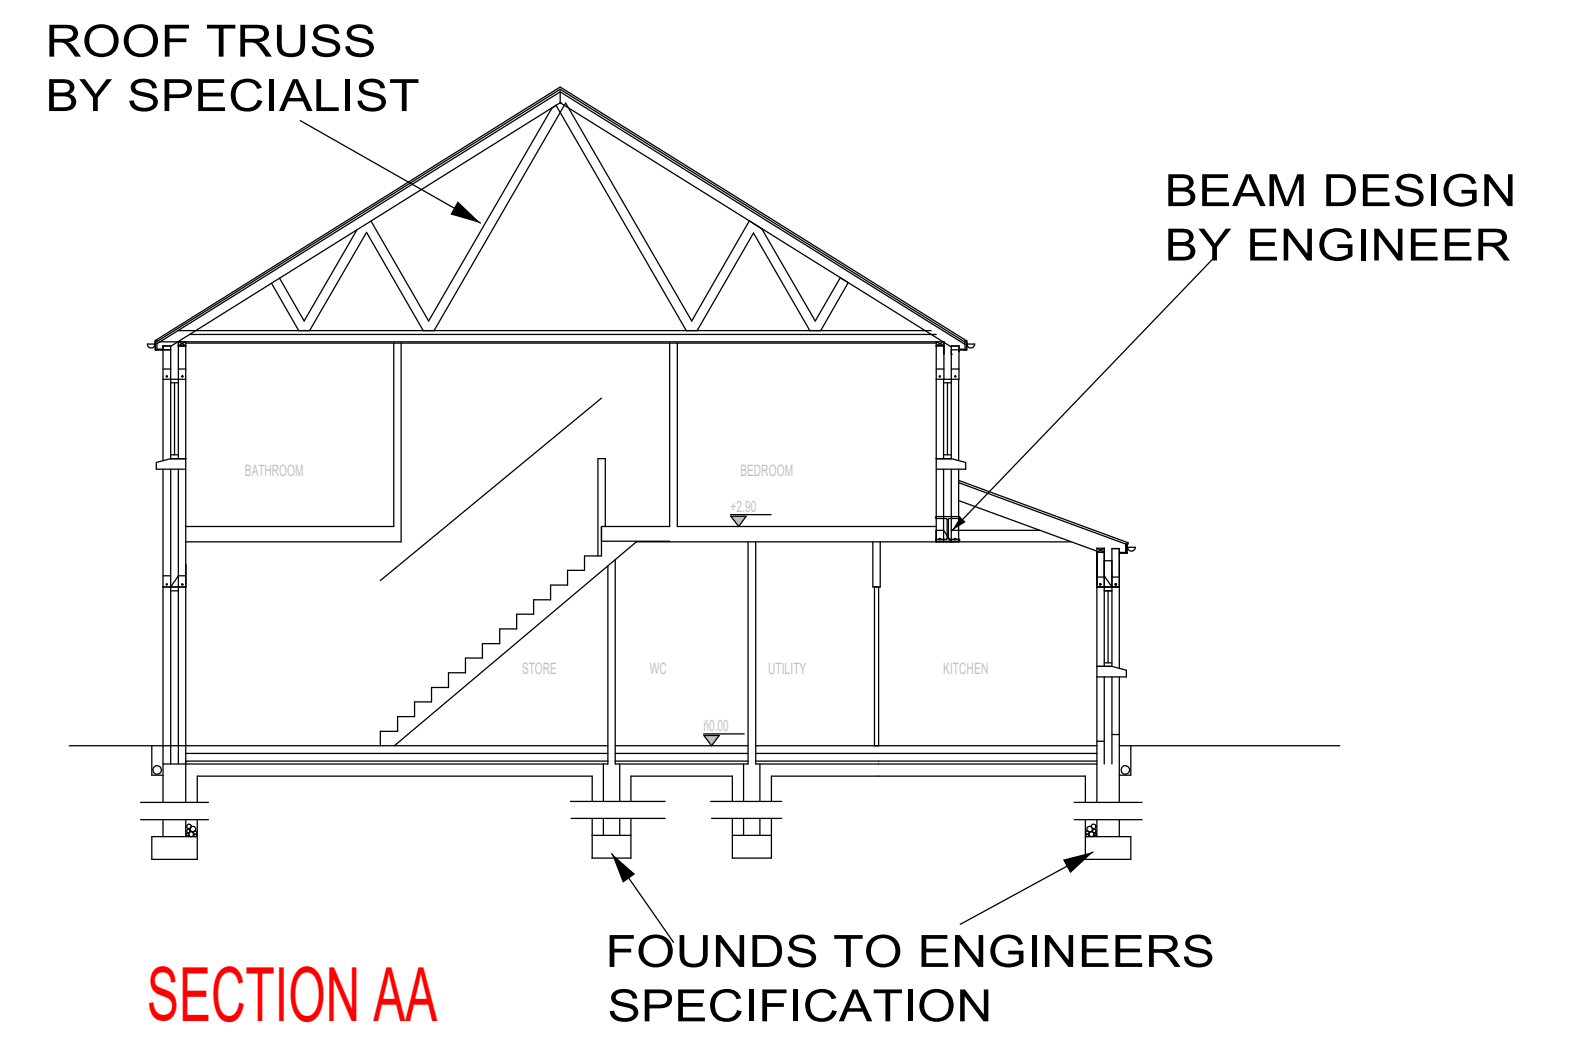 ROOF TRUSS
BY SPECIALIST
BEAM DESIGN
BY ENGINEER
BATHROOM
BEDROOM
+2.90
STORE
WC
UTILITY
KITCHEN
ñ0.00
FOUNDS TO ENGINEERS
SPECIFICATION
SECTION AA